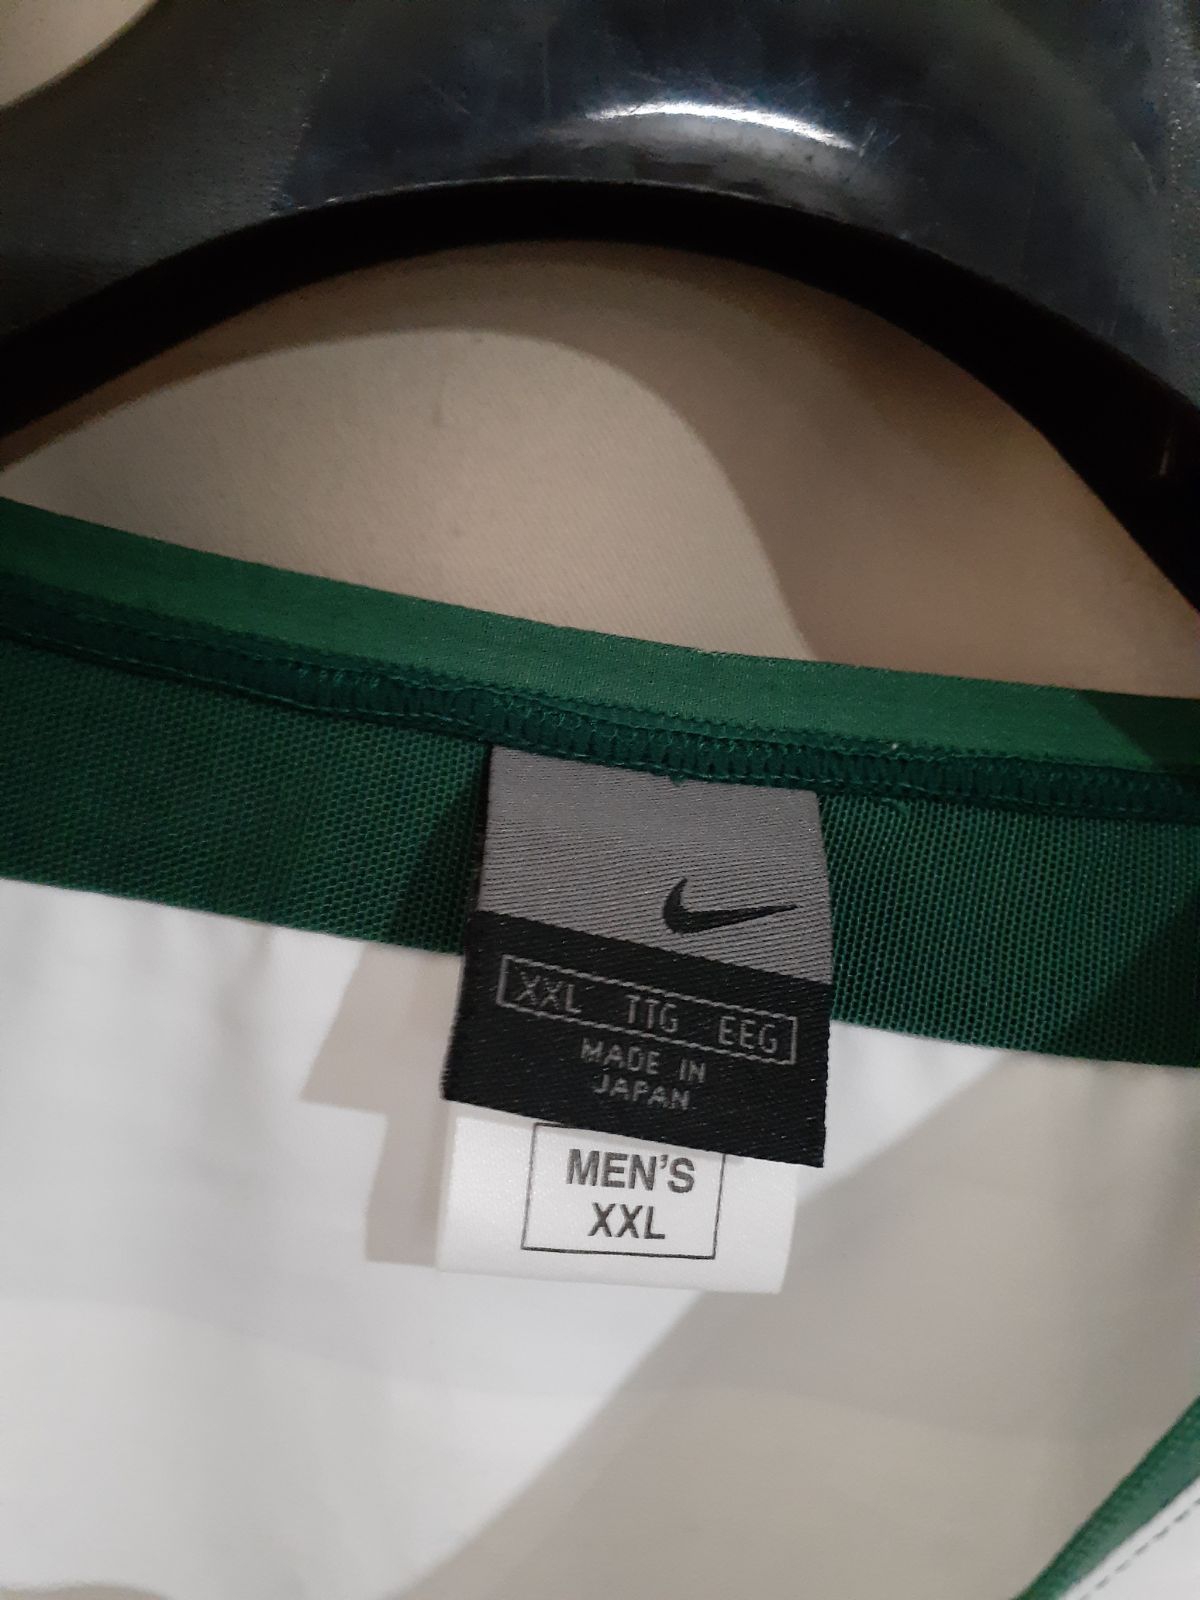 XXL TTG EEG
MADE IN
JAPAN
MEN'S
XXL